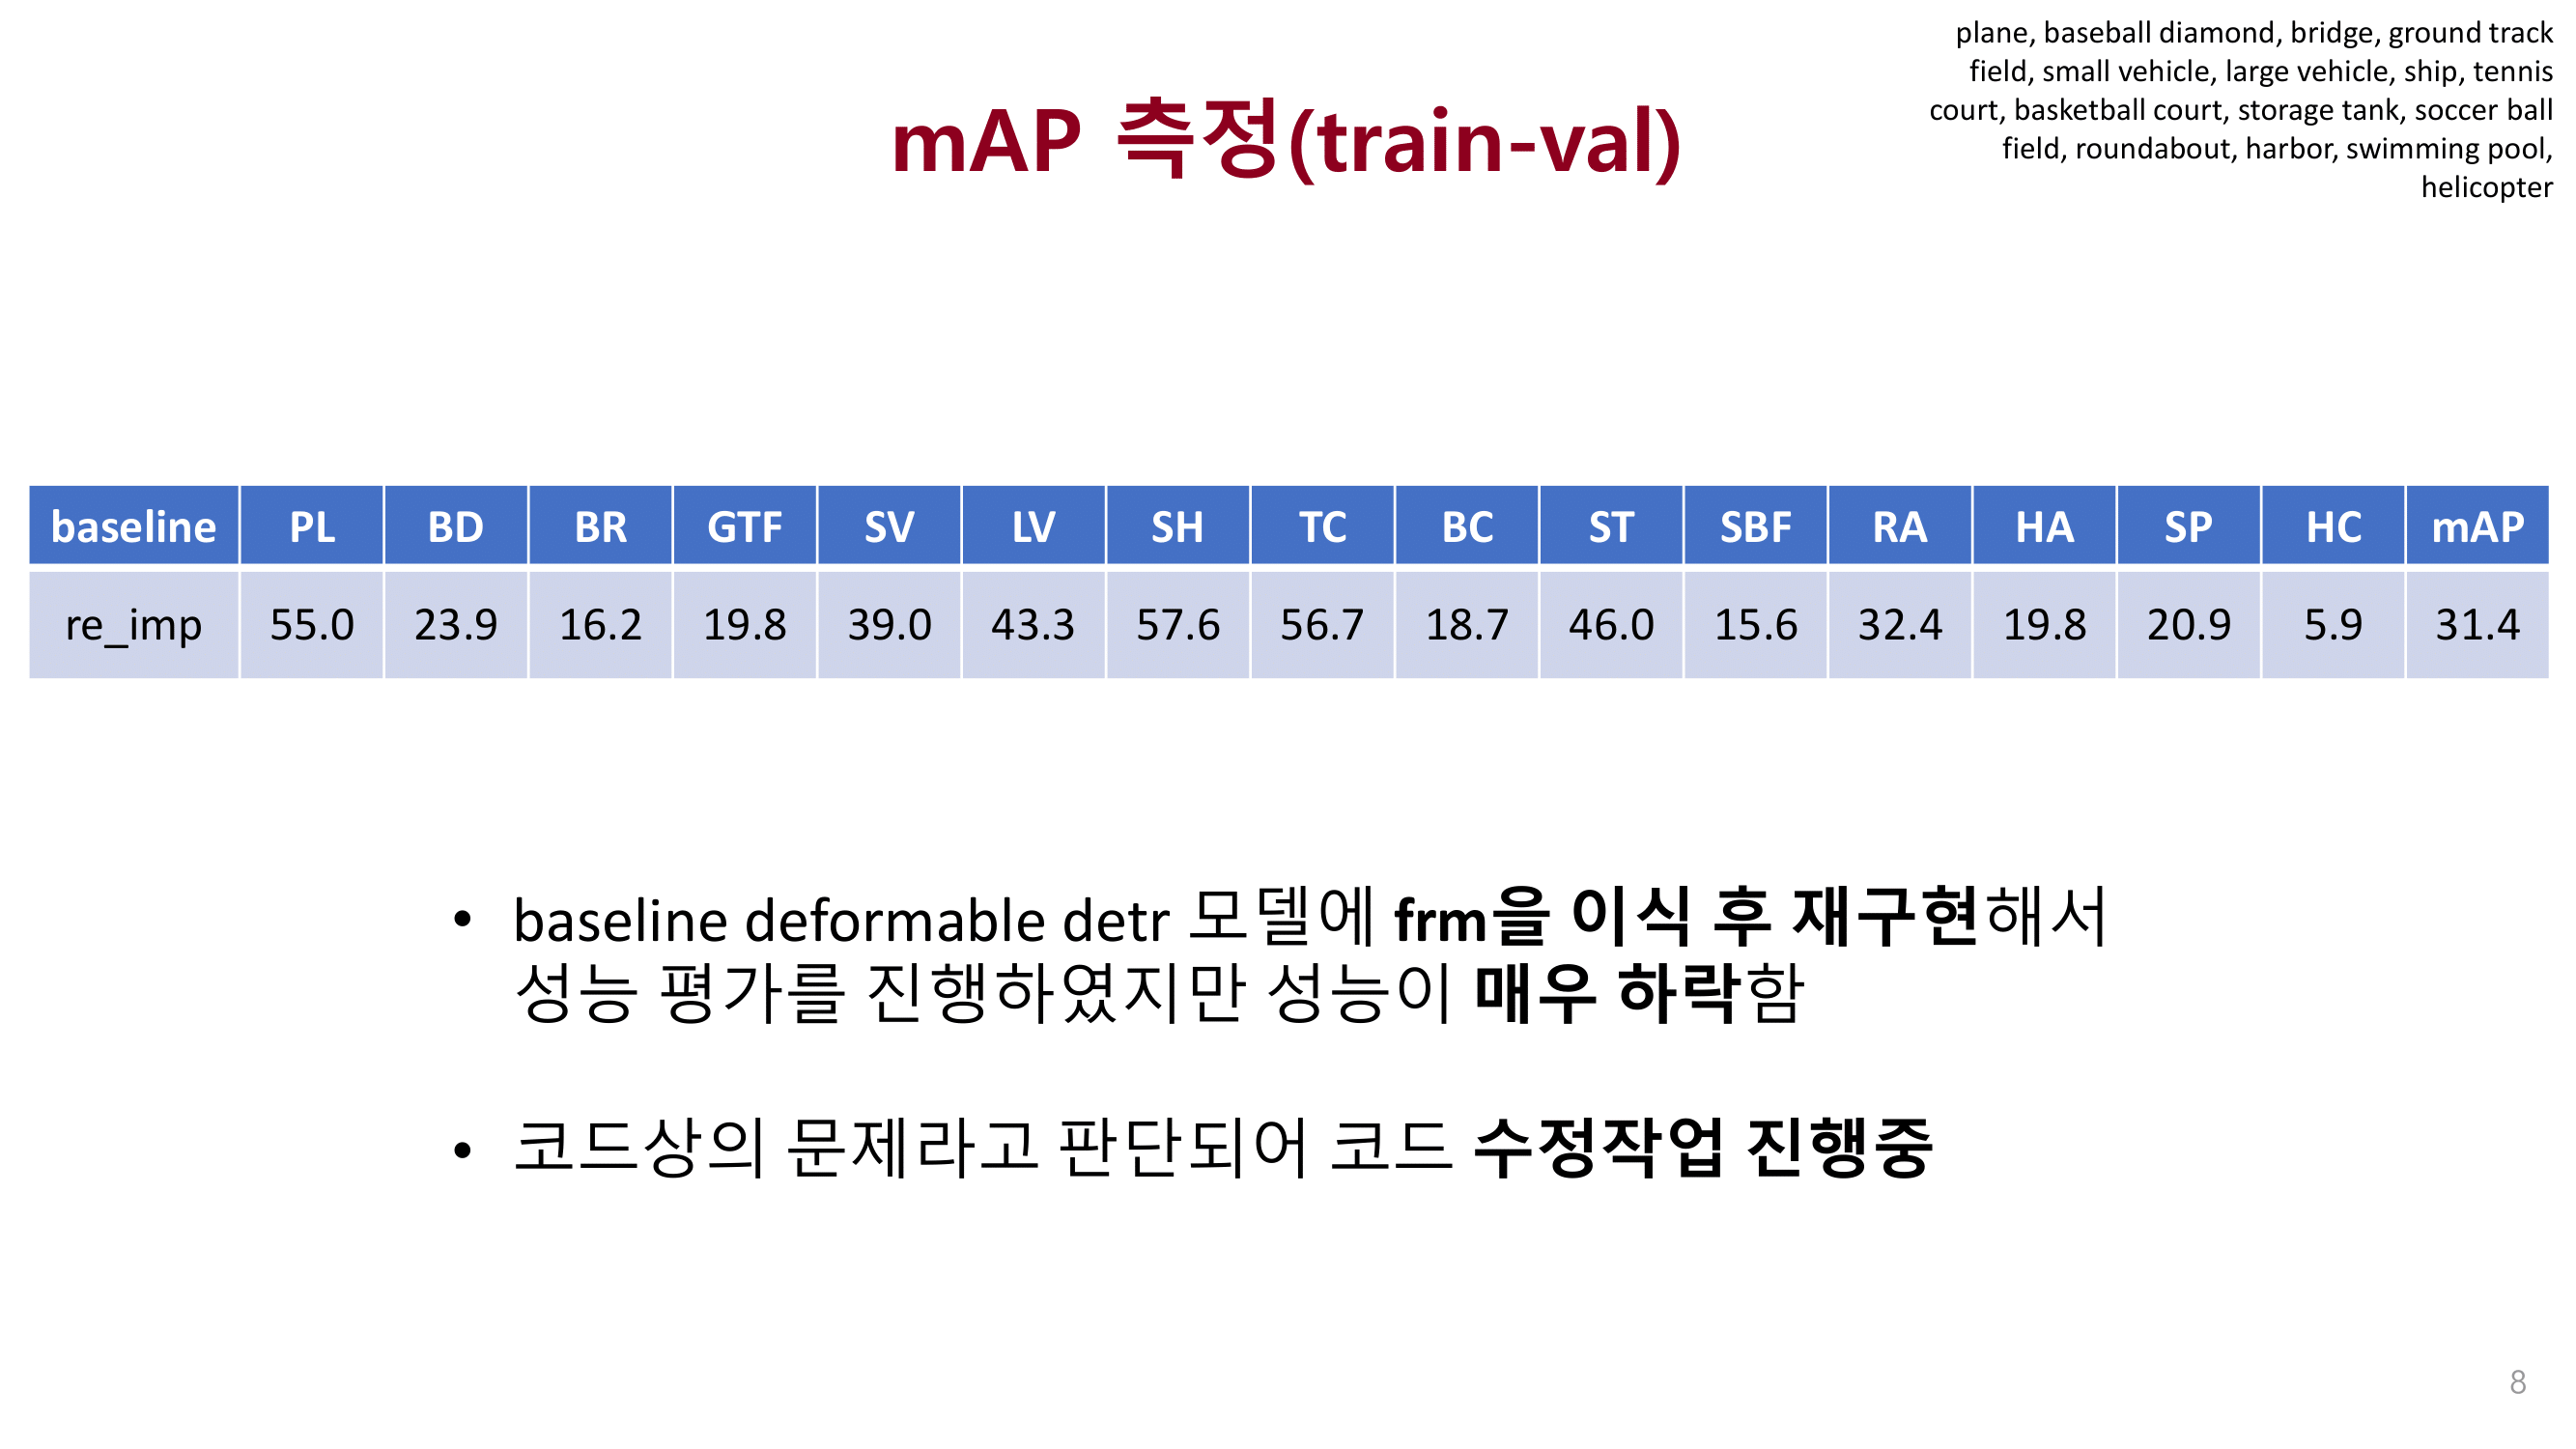 plane, baseball diamond, bridge, ground track
field, small vehicle, large vehicle, ship, tennis
court, basketball court, storage tank, soccer ball
field, roundabout, harbor, swimming pool,
helicopter
mAP 측정(train-val)
baseline PL BD BR GTF SV LV SH TC BC ST SBF RA HA SP HC mAP
re_imp 55.0 23.9 16.2 19.8 39.0 43.3 57.6 56.7 18.7 46.0 15.6 32.4 19.8 20.9 5.9 31.4
• baseline deformable detr 모델에 frm을 이식 후 재구현해서
성능 평가를 진행하였지만 성능이 매우 하락함
• 코드상의 문제라고 판단되어 코드 수정작업 진행중
8